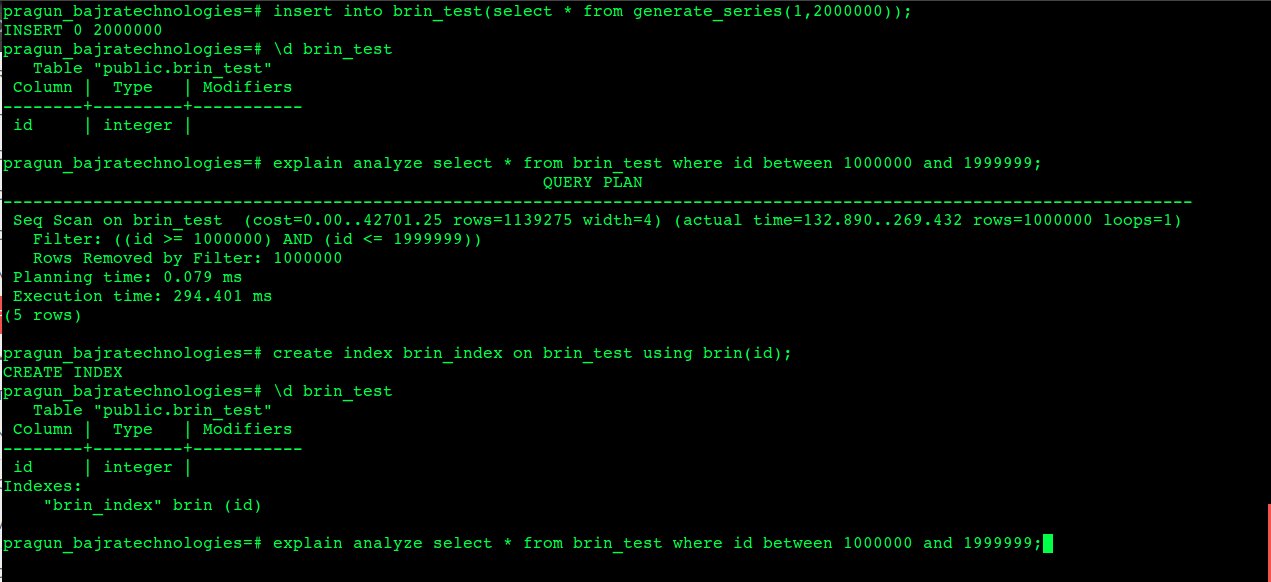 pragun_bajratechnologies=# insert into brin_test(select * from generate_series(1,2000000));
INSERT 0 2000000
pragun_bajratechnologies=# \d brin_test
   Table "public.brin_test"
 Column |  Type   | Modifiers
--------+---------+-----------
 id     | integer |
pragun_bajratechnologies=# explain analyze select * from brin_test where id between 1000000 and 1999999;
                                                      QUERY PLAN
-----------------------------------------------------------------------------------------------------------------------
 Seq Scan on brin_test  (cost=0.00..42701.25 rows=1139275 width=4) (actual time=132.890..269.432 rows=1000000 loops=1)
   Filter: ((id >= 1000000) AND (id <= 1999999))
   Rows Removed by Filter: 1000000
 Planning time: 0.079 ms
 Execution time: 294.401 ms
(5 rows)
pragun_bajratechnologies=# create index brin_index on brin_test using brin(id);
CREATE INDEX
pragun_bajratechnologies=# \d brin_test
   Table "public.brin_test"
 Column |  Type   | Modifiers
--------+---------+-----------
 id     | integer |
Indexes:
    "brin_index" brin (id)
pragun_bajratechnologies=# explain analyze select * from brin_test where id between 1000000 and 1999999;